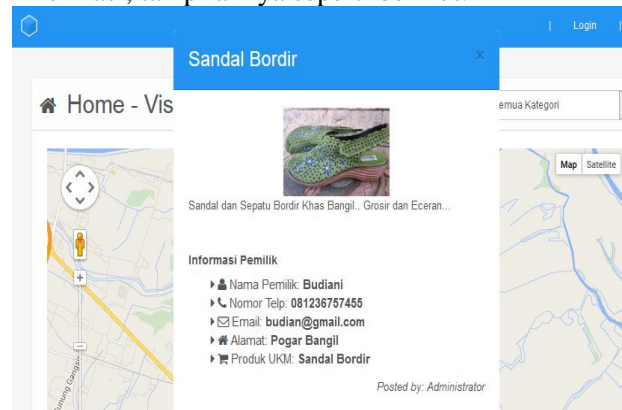 | Login |
Sandal Bordir x
Home - Vis
emua Kategori
Map Satellite
Sandal dan Sepatu Bordir Khas Bangil.. Grosir dan Eceran...
Informasi Pemilik
Nama Pemilik: Budiani
Nomor Telp: 081236757455
Email: budian@gmail.com
Alamat: Pogar Bangil
Produk UKM: Sandal Bordir
Posted by: Administrator